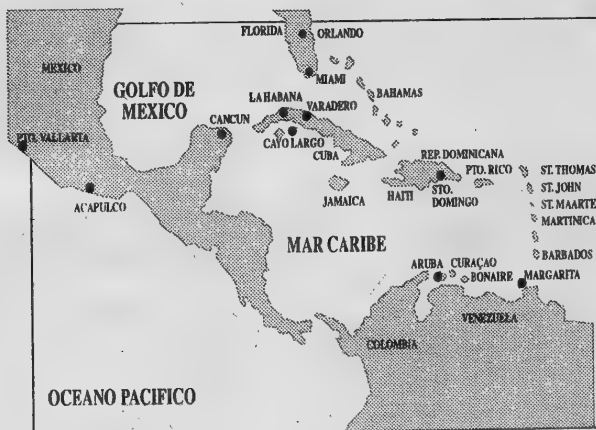 FLORIDA
ORLANDO
MEXICO
MIAMI
GOLFO DE
MEXICO
BAHAMAS
LA HABANA
VARADERO
CANCUN
PTO. VALLARTA
CAYO LARGO
CUBA
REP. DOMINICANA
PTO. RICO
ST. THOMAS
ACAPULCO
JAMAICA
HAITI
STO.
DOMINGO
ST. JOHN
ST. MAARTE
MARTINICA
MAR CARIBE
BARBADOS
ARUBA
CURAÇAO
BONAIRE
MARGARITA
VENEZUELA
COLOMBIA
OCEANO PACIFICO